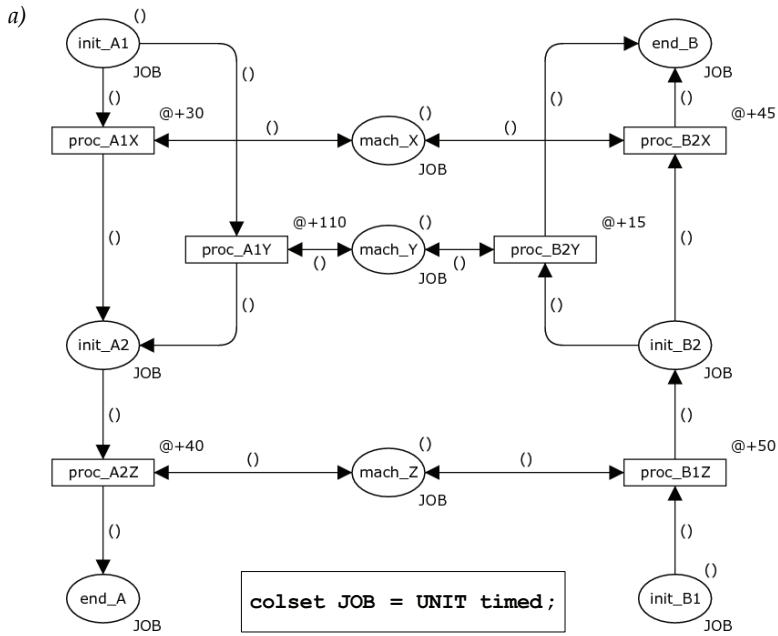 a)
()
init_A1
JOB
end_B
JOB
()
()
()
()
@+30
()
()
()
@+45
proc_A1X
mach_X
JOB
proc_B2X
()
()
@+110
()
@+15
proc_A1Y
()
mach_Y
JOB
()
proc_B2Y
()
()
init_A2
JOB
init_B2
JOB
()
()
@+40
()
()
()
@+50
proc_A2Z
mach_Z
JOB
proc_B1Z
()
()
()
end_A
JOB
colset JOB = UNIT timed;
init_B1
JOB